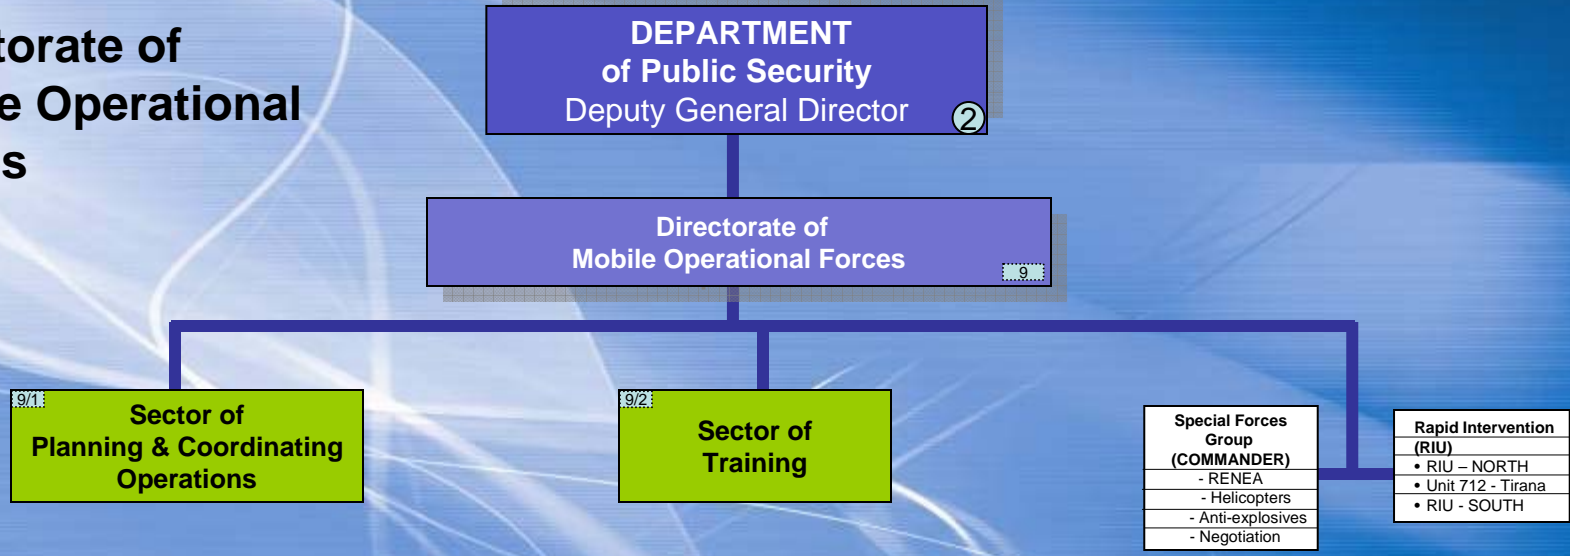 torate of
e Operational
s
DEPARTMENT
of Public Security
Deputy General Director
2
Directorate of
Mobile Operational Forces
9
9/1
Sector of
Planning & Coordinating
Operations
9/2
Sector of
Training
Special Forces
Group
(COMMANDER)
- RENEA
- Helicopters
- Anti-explosives
- Negotiation
Rapid Intervention
(RIU)
• RIU – NORTH
• Unit 712 - Tirana
• RIU - SOUTH